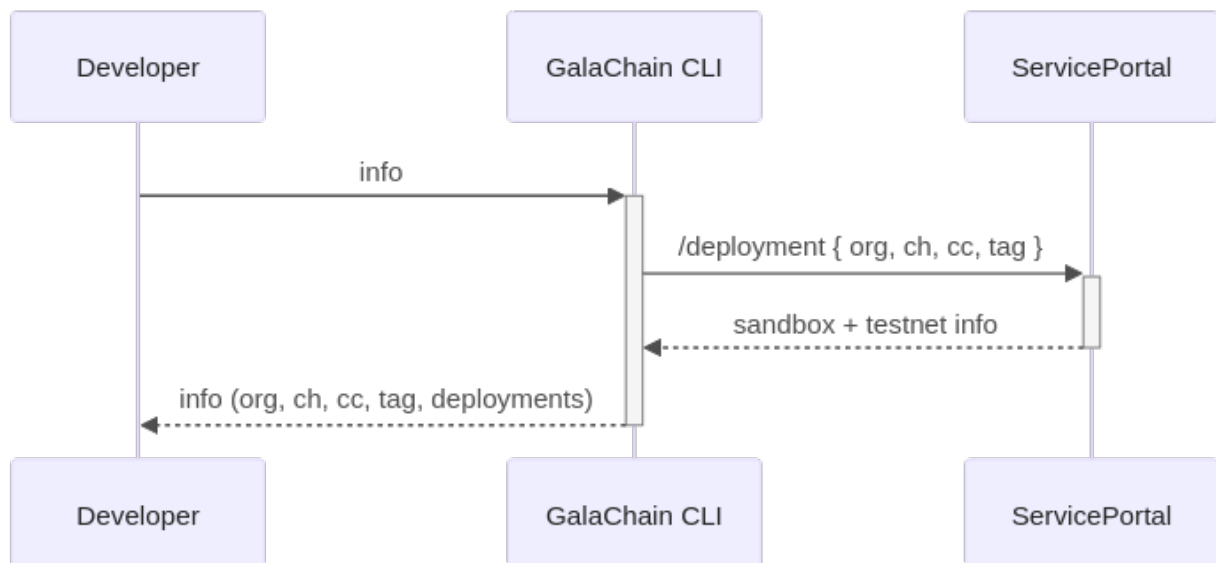 Developer
GalaChain CLI
ServicePortal
info
/deployment { org, ch, cc, tag }
sandbox + testnet info
info (org, ch, cc, tag, deployments)
Developer
GalaChain CLI
ServicePortal